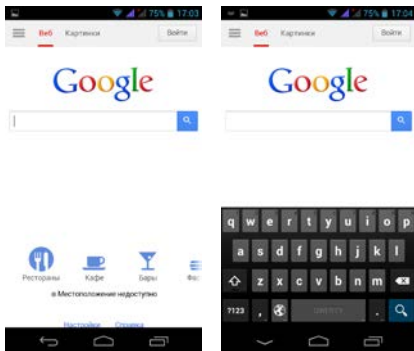 75% 17:03
Веб Картинки Войти
Google
Рестораны Кафе Бары
в Местоположение недоступно
Настройки Справка
75% 17:04
Веб Картинки Войти
Google
q w e r t y u i o p
a s d f g h j k l
z x c v b n m
?123 , .